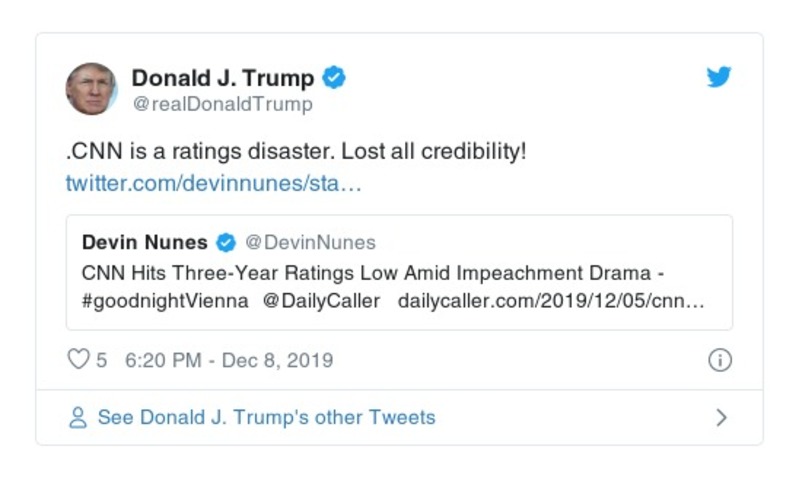 Donald J. Trump
@realDonaldTrump
.CNN is a ratings disaster. Lost all credibility!
twitter.com/devinnunes/sta…
Devin Nunes @DevinNunes
CNN Hits Three-Year Ratings Low Amid Impeachment Drama -
#goodnightVienna @DailyCaller dailycaller.com/2019/12/05/cnn…
5 6:20 PM - Dec 8, 2019
See Donald J. Trump's other Tweets